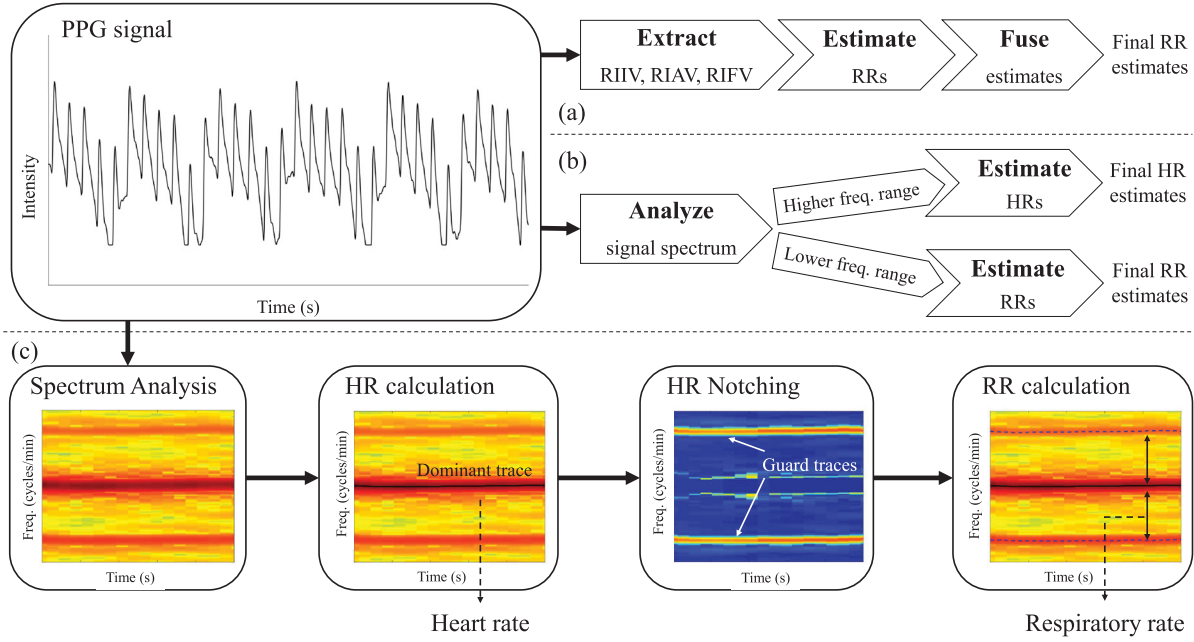 PPG signal
Intensity
Time (s)
Extract
RIIV, RIAV, RIFV
Estimate
RRs
Fuse
estimates
Final RR
estimates
(a)
(b)
Analyze
signal spectrum
Higher freq. range
Estimate
HRs
Final HR
estimates
Lower freq. range
Estimate
RRs
Final RR
estimates
(c)
Spectrum Analysis
Freq. (cycles/min)
Time (s)
HR calculation
Freq. (cycles/min)
Dominant trace
Time (s)
Heart rate
HR Notching
Freq. (cycles/min)
Guard traces
Time (s)
RR calculation
Freq. (cycles/min)
Time (s)
Respiratory rate